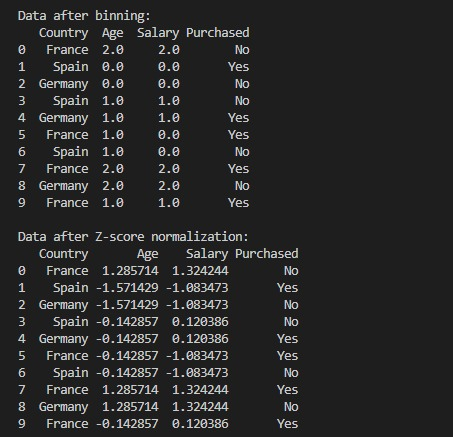 Data after binning:
   Country  Age  Salary Purchased
0   France  2.0     2.0        No
1    Spain  0.0     0.0       Yes
2  Germany  0.0     0.0        No
3    Spain  1.0     1.0        No
4  Germany  1.0     1.0       Yes
5   France  1.0     0.0       Yes
6    Spain  1.0     0.0        No
7   France  2.0     2.0       Yes
8  Germany  2.0     2.0        No
9   France  1.0     1.0       Yes

Data after Z-score normalization:
   Country       Age    Salary Purchased
0   France  1.285714  1.324244        No
1    Spain -1.571429 -1.083473       Yes
2  Germany -1.571429 -1.083473        No
3    Spain -0.142857  0.120386        No
4  Germany -0.142857  0.120386       Yes
5   France -0.142857 -1.083473       Yes
6    Spain -0.142857 -1.083473        No
7   France  1.285714  1.324244       Yes
8  Germany  1.285714  1.324244        No
9   France -0.142857  0.120386       Yes